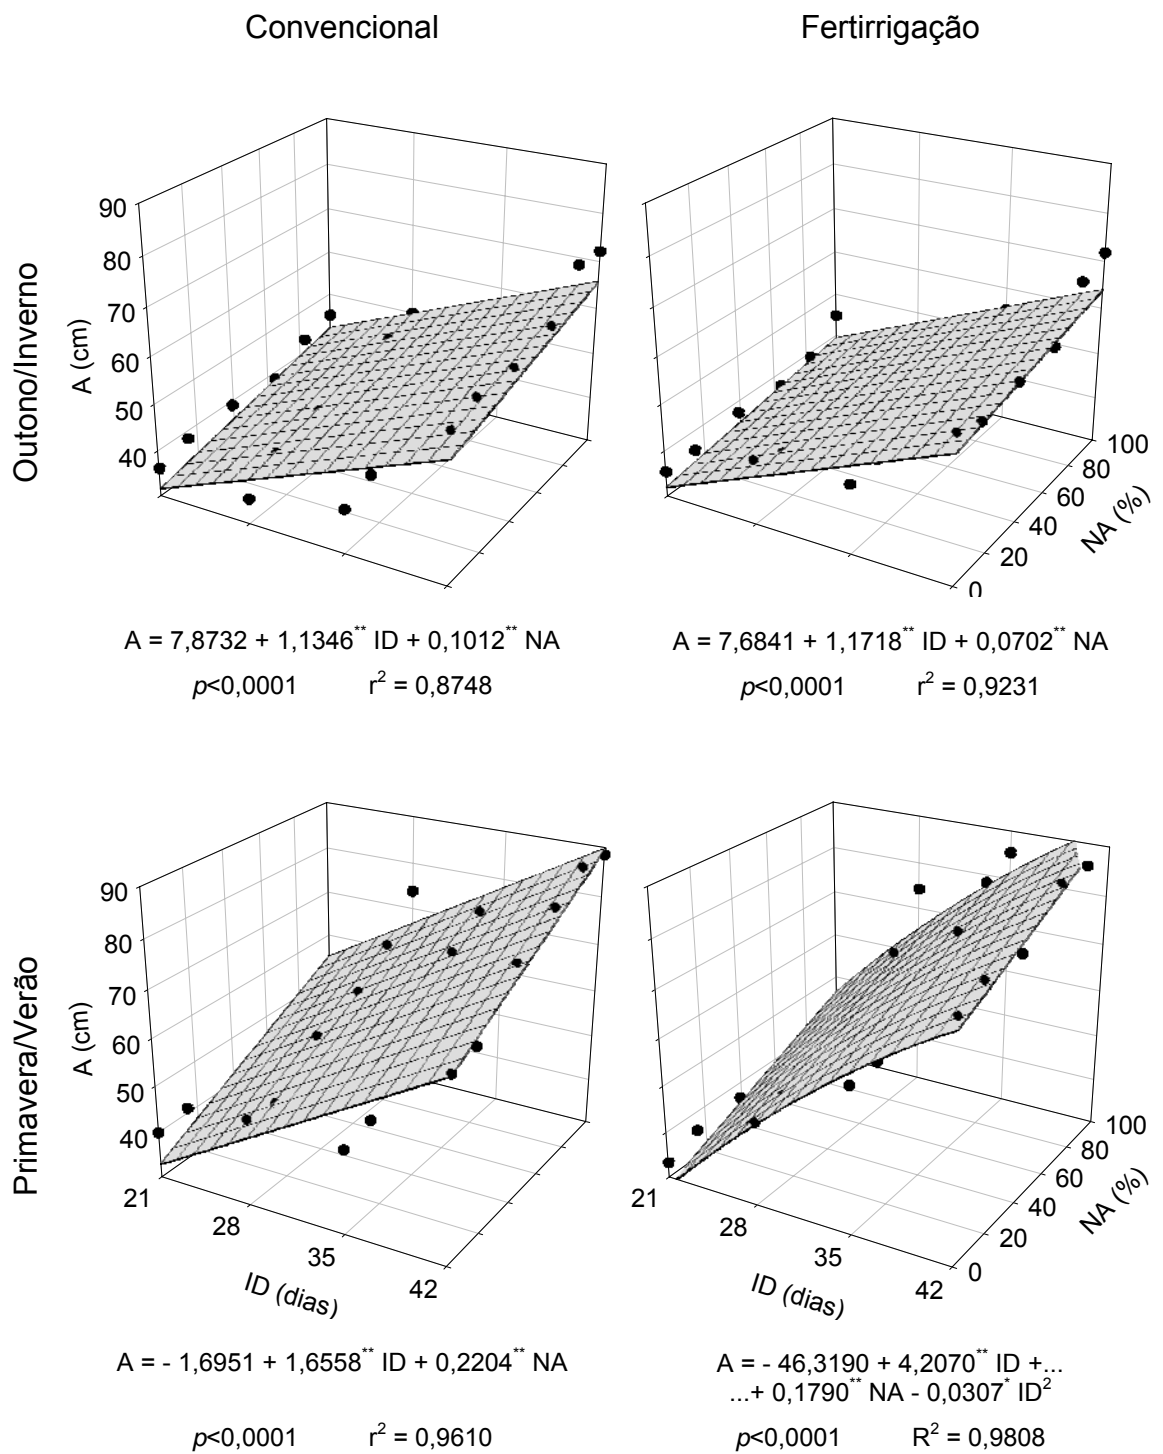 Convencional Fertirrigação
Outono/Inverno
A (cm)
90
80
70
60
50
40
100
80
60
40
20
0
NA (%)
A = 7,8732 + 1,1346** ID + 0,1012** NA
p<0,0001 r² = 0,8748
A = 7,6841 + 1,1718** ID + 0,0702** NA
p<0,0001 r² = 0,9231
Primavera/Verão
A (cm)
90
80
70
60
50
40
21
28
35
42
ID (dias)
21
28
35
42
ID (dias)
100
80
60
40
20
0
NA (%)
A = - 1,6951 + 1,6558** ID + 0,2204** NA
p<0,0001 r² = 0,9610
A = - 46,3190 + 4,2070** ID +...
...+ 0,1790** NA - 0,0307* ID²
p<0,0001 R² = 0,9808